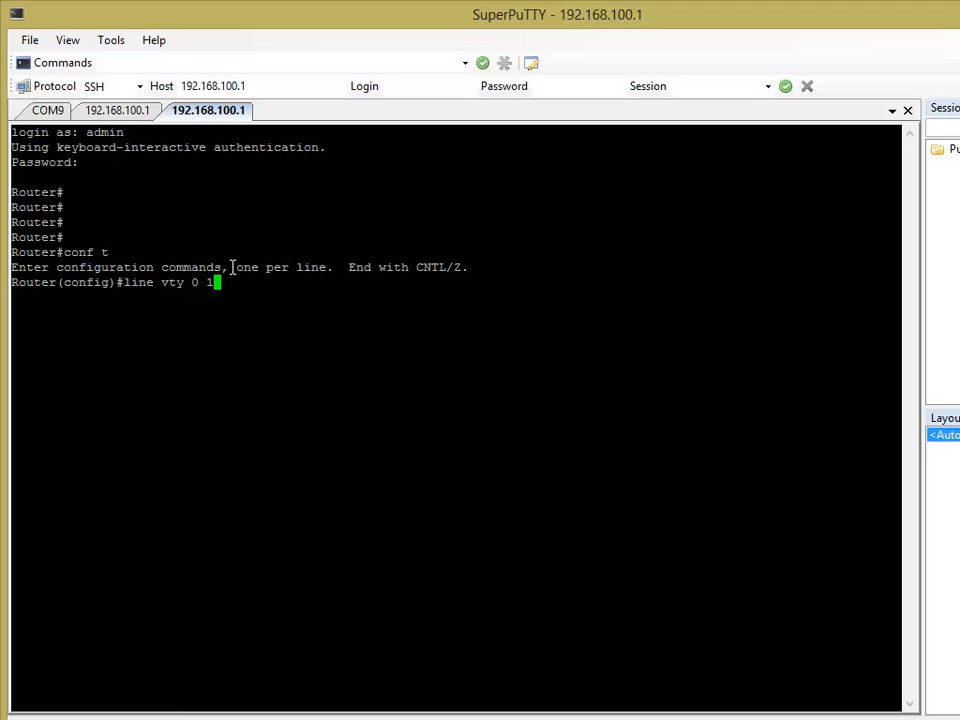 SuperPuTTY - 192.168.100.1
File View Tools Help
Commands
Protocol SSH Host 192.168.100.1 Login Password Session
COM9 192.168.100.1 192.168.100.1
login as: admin
Using keyboard-interactive authentication.
Password:
Router#
Router#
Router#
Router#
Router#conf t
Enter configuration commands, one per line.  End with CNTL/Z.
Router(config)#line vty 0 1
Sessio
Pu
Layou
<Auto